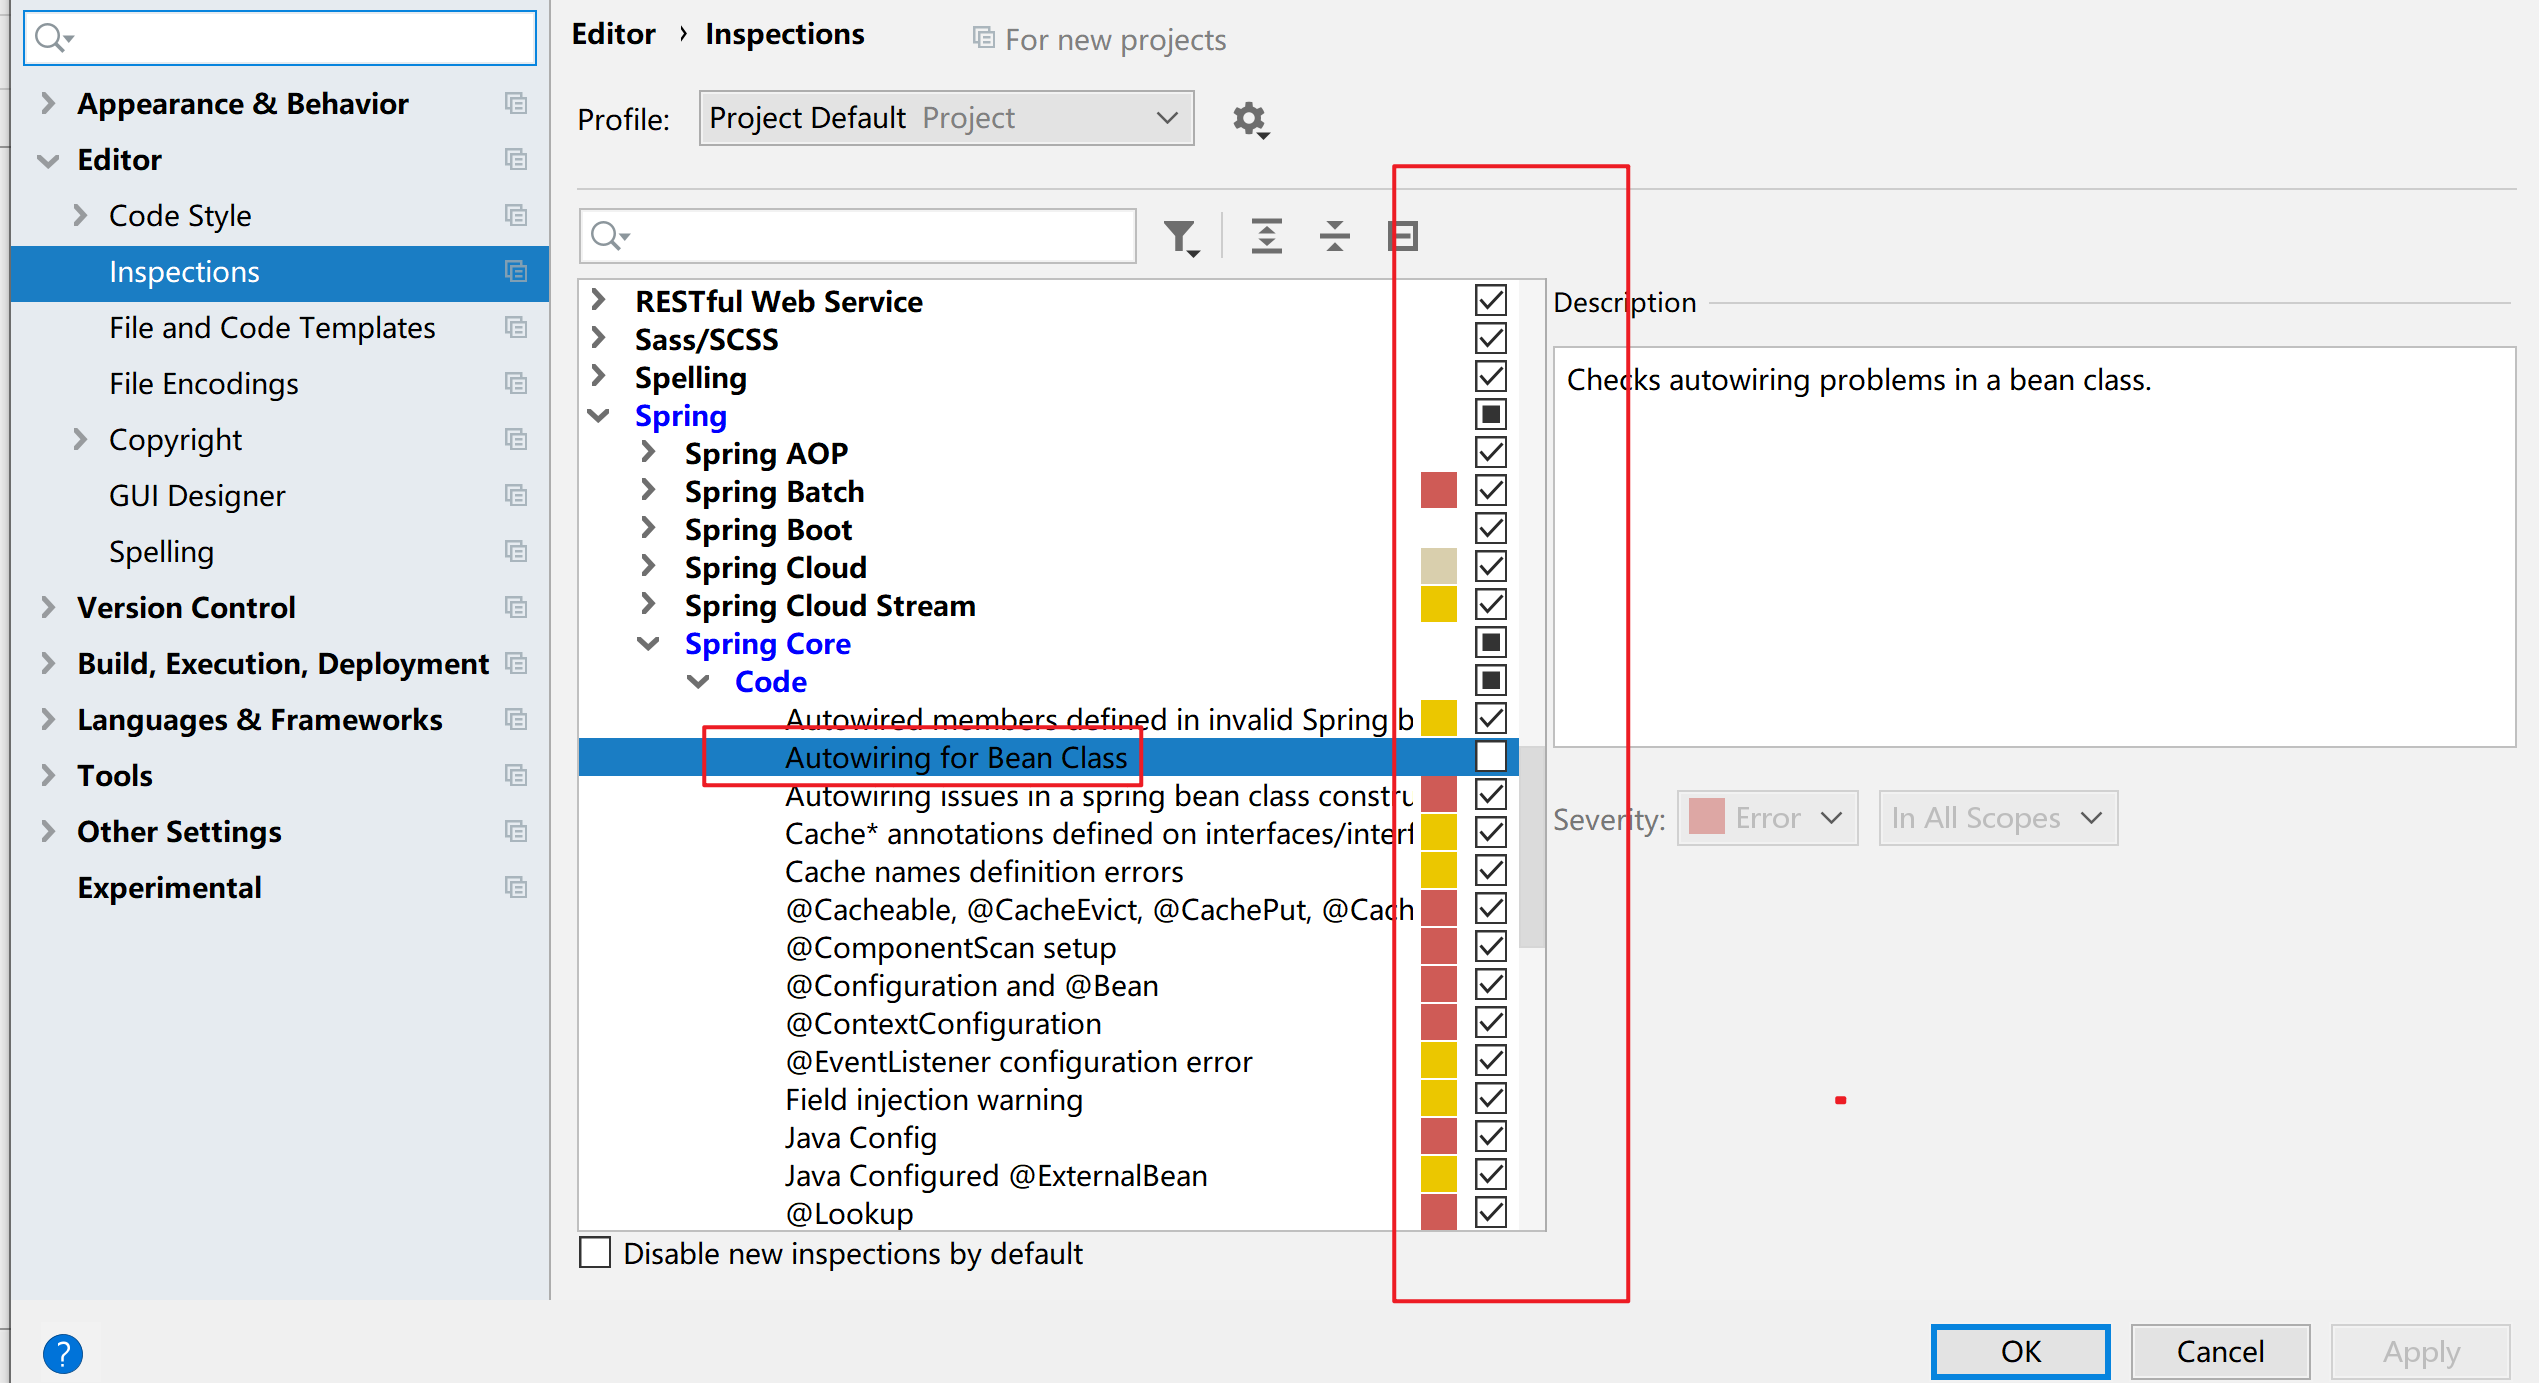 Editor › Inspections
For new projects
Appearance & Behavior
Editor
Code Style
Inspections
File and Code Templates
File Encodings
Copyright
GUI Designer
Spelling
Version Control
Build, Execution, Deployment
Languages & Frameworks
Tools
Other Settings
Experimental
Profile: Project Default Project
RESTful Web Service
Sass/SCSS
Spelling
Spring
Spring AOP
Spring Batch
Spring Boot
Spring Cloud
Spring Cloud Stream
Spring Core
Code
Autowired members defined in invalid Spring b
Autowiring for Bean Class
Autowiring issues in a spring bean class constru
Cache* annotations defined on interfaces/interf
Cache names definition errors
@Cacheable, @CacheEvict, @CachePut, @Cach
@ComponentScan setup
@Configuration and @Bean
@ContextConfiguration
@EventListener configuration error
Field injection warning
Java Config
Java Configured @ExternalBean
@Lookup
Disable new inspections by default
Description
Checks autowiring problems in a bean class.
Severity: Error In All Scopes
?
OK Cancel Apply